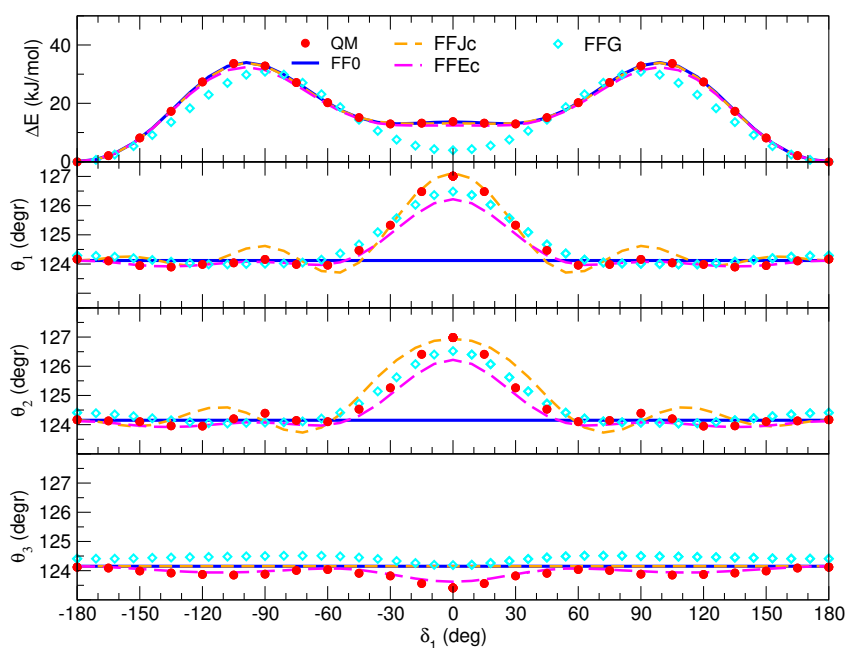 QM FFJc FFG
FF0 FFEc
40
30
20
10
0
ΔE (kJ/mol)
127
126
125
124
θ₁ (degr)
127
126
125
124
θ₂ (degr)
127
126
125
124
θ₃ (degr)
-180 -150 -120 -90 -60 -30 0 30 60 90 120 150 180
δ₁ (deg)